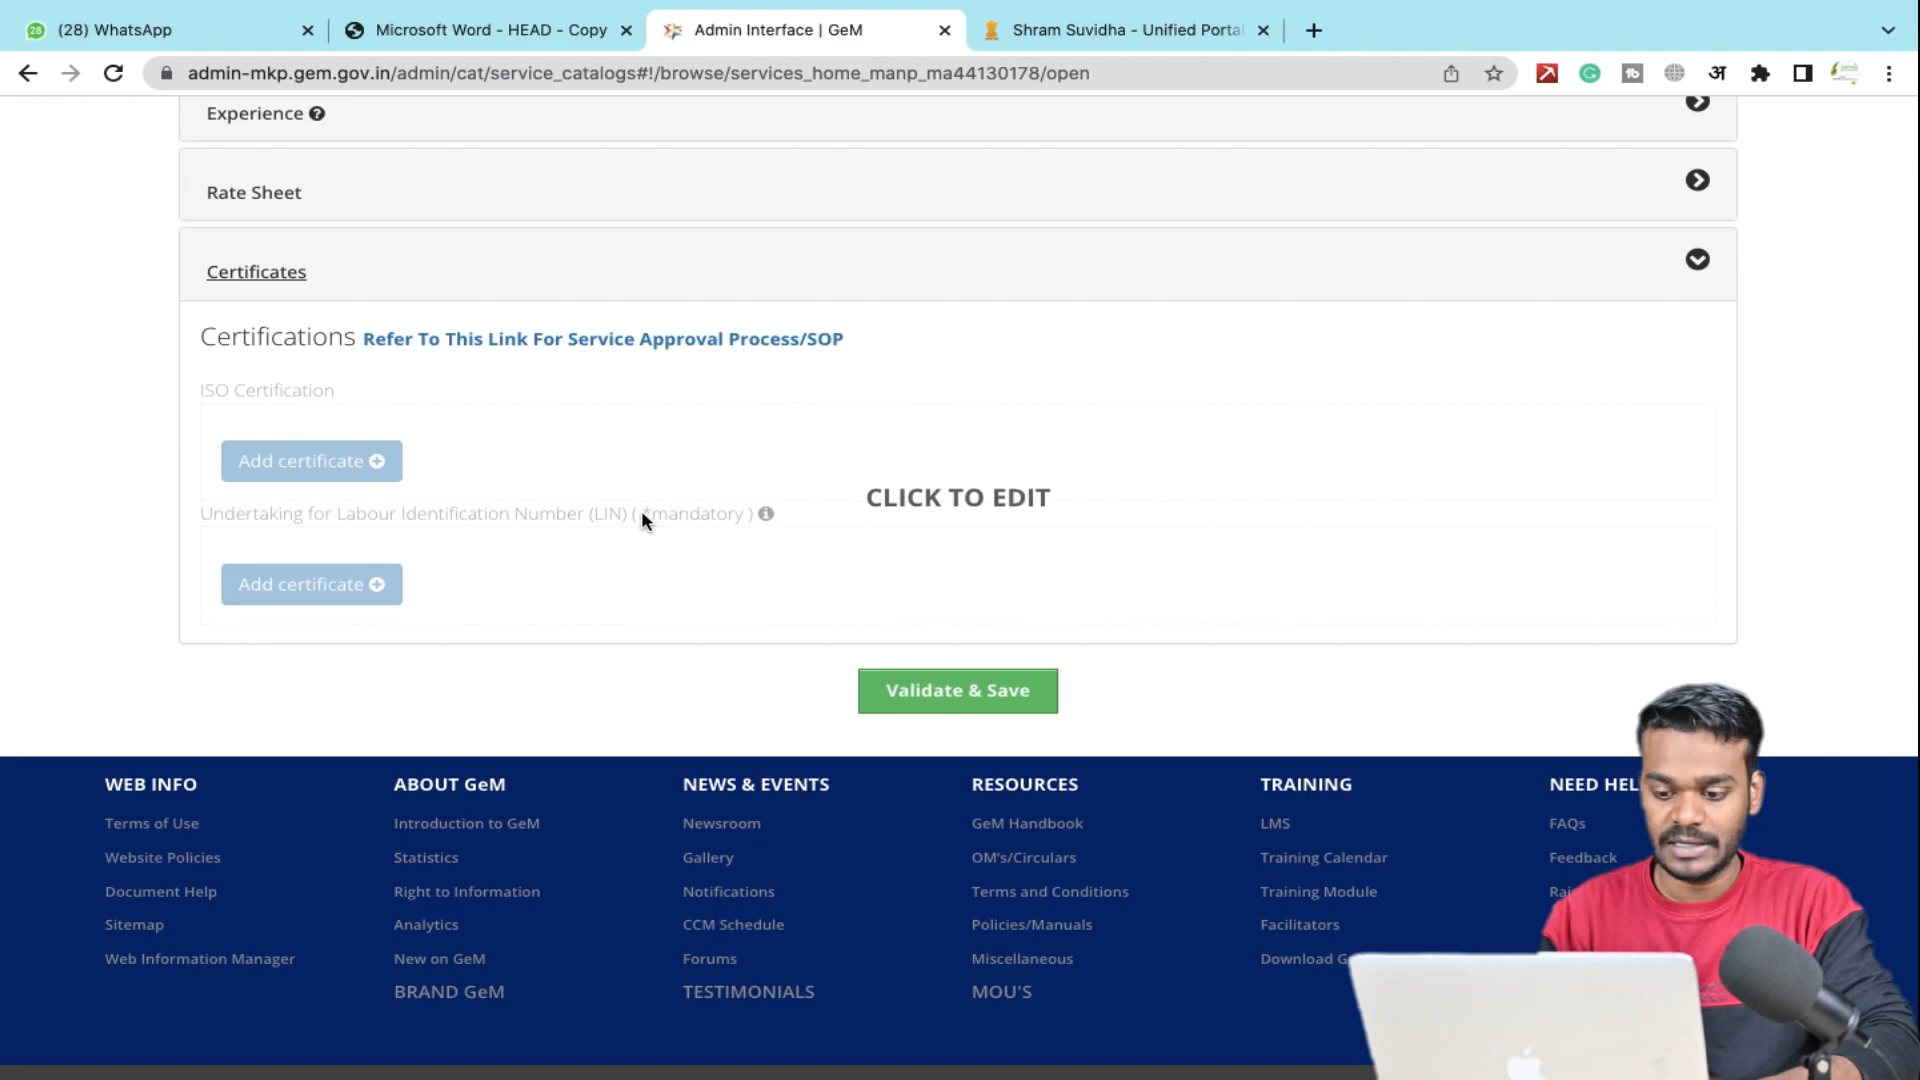 28
(28) WhatsApp
Microsoft Word - HEAD - Copy
Admin Interface | GeM
Shram Suvidha - Unified Portal
admin-mkp.gem.gov.in/admin/cat/service_catalogs#!/browse/services_home_manp_ma44130178/open
अ
Experience
Rate Sheet
Certificates
Certifications Refer To This Link For Service Approval Process/SOP
ISO Certification
Add certificate
CLICK TO EDIT
Undertaking for Labour Identification Number (LIN) ( *mandatory )
Add certificate
Validate & Save
WEB INFO
Terms of Use
Website Policies
Document Help
Sitemap
Web Information Manager
ABOUT GeM
Introduction to GeM
Statistics
Right to Information
Analytics
New on GeM
BRAND GeM
NEWS & EVENTS
Newsroom
Gallery
Notifications
CCM Schedule
Forums
TESTIMONIALS
RESOURCES
GeM Handbook
OM's/Circulars
Terms and Conditions
Policies/Manuals
Miscellaneous
MOU'S
TRAINING
LMS
Training Calendar
Training Module
Facilitators
Download G
NEED HEL
FAQs
Feedback